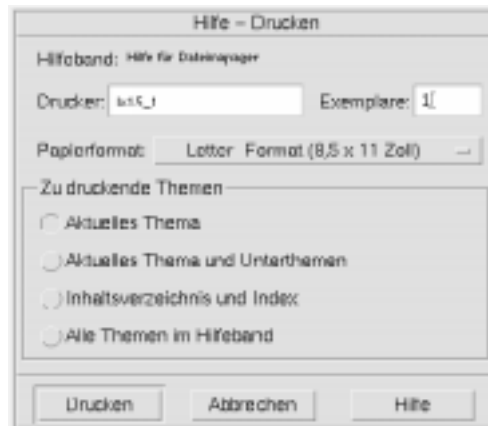 Hilfe – Drucken
Hilfeband: Hilfe für Dateimanager
Drucker: Exemplare: 1
Papierformat: Letter Format (8,5 x 11 Zoll)
Zu druckende Themen
Aktuelles Thema
Aktuelles Thema und Unterthemen
Inhaltsverzeichnis und Index
Alle Themen im Hilfeband
Drucken Abbrechen Hilfe